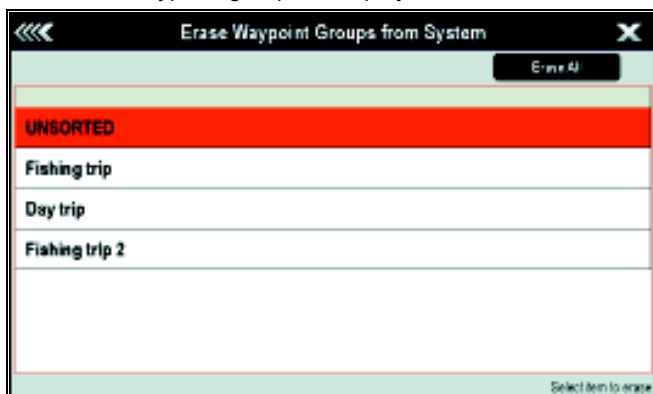 Erase Waypoint Groups from System
Erase All
UNSORTED
Fishing trip
Day trip
Fishing trip 2
Select item to erase